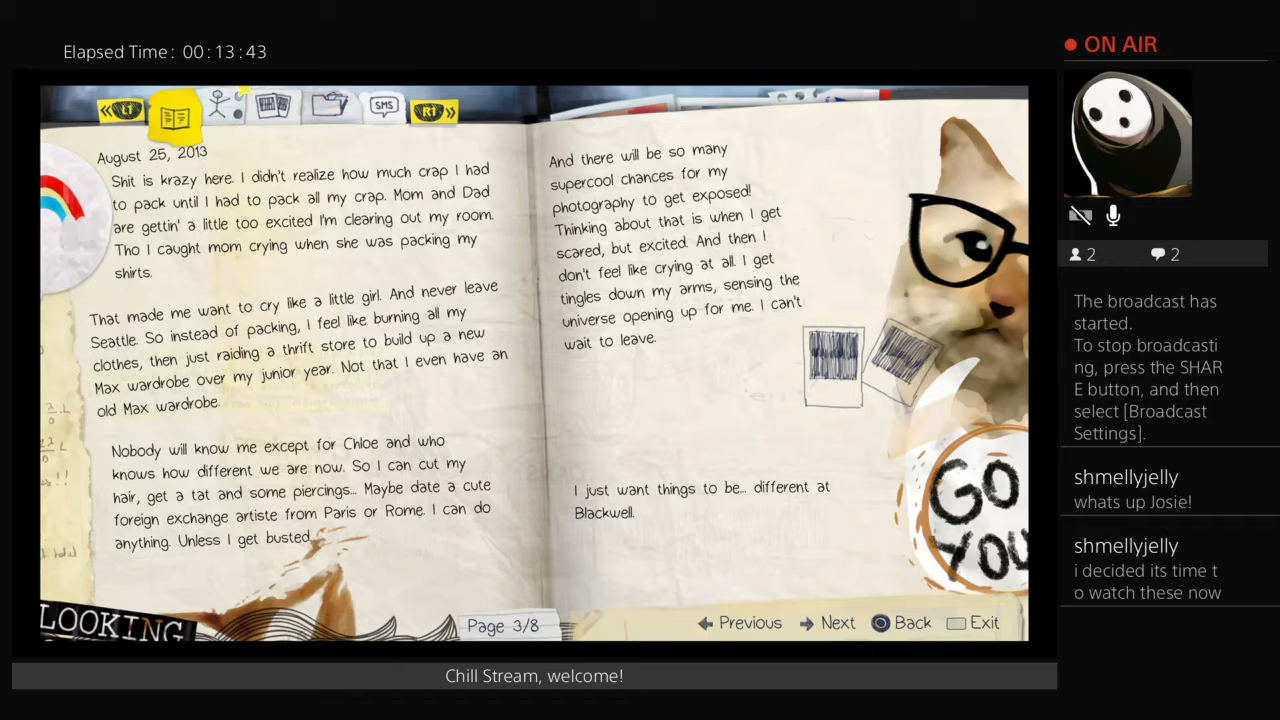 Elapsed Time: 00:13:43
ON AIR
L1
SMS
R1
August 25, 2013
Shit is krazy here. I didn't realize how much crap I had
to pack until I had to pack all my crap. Mom and Dad
are gettin' a little too excited I'm clearing out my room.
Tho I caught mom crying when she was packing my
shirts.
That made me want to cry like a little girl. And never leave
Seattle. So instead of packing, I feel like burning all my
clothes, then just raiding a thrift store to build up a new
Max wardrobe over my junior year. Not that I even have an
old Max wardrobe.
Nobody will know me except for Chloe and who
knows how different we are now. So I can cut my
hair, get a tat and some piercings... Maybe date a cute
foreign exchange artiste from Paris or Rome. I can do
anything. Unless I get busted.
And there will be so many
supercool chances for my
photography to get exposed!
Thinking about that is when I get
scared, but excited. And then I
don't feel like crying at all. I get
tingles down my arms, sensing the
universe opening up for me. I can't
wait to leave.
I just want things to be... different at
Blackwell.
GO
YOU
LOOKING
Page 3/8
Previous
Next
Back
Exit
Chill Stream, welcome!
2
2
The broadcast has
started.
To stop broadcasti
ng, press the SHAR
E button, and then
select [Broadcast
Settings].
shmellyjelly
whats up Josie!
shmellyjelly
i decided its time t
o watch these now